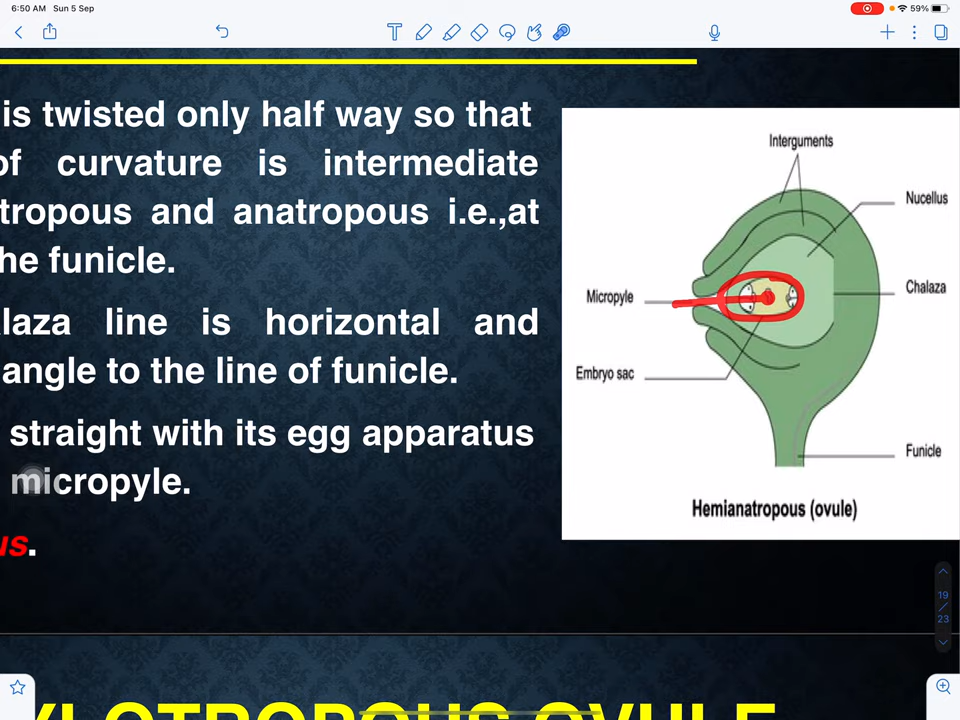 6:50 AM Sun 5 Sep
59%
is twisted only half way so that
of curvature is intermediate
tropous and anatropous i.e.,at
he funicle.
laza line is horizontal and
angle to the line of funicle.
straight with its egg apparatus
micropyle.
us.
Interguments
Nucellus
Micropyle
Chalaza
Embryo sac
Funicle
Hemianatropous (ovule)
19
/
23
YLOTROPOUS OVULE